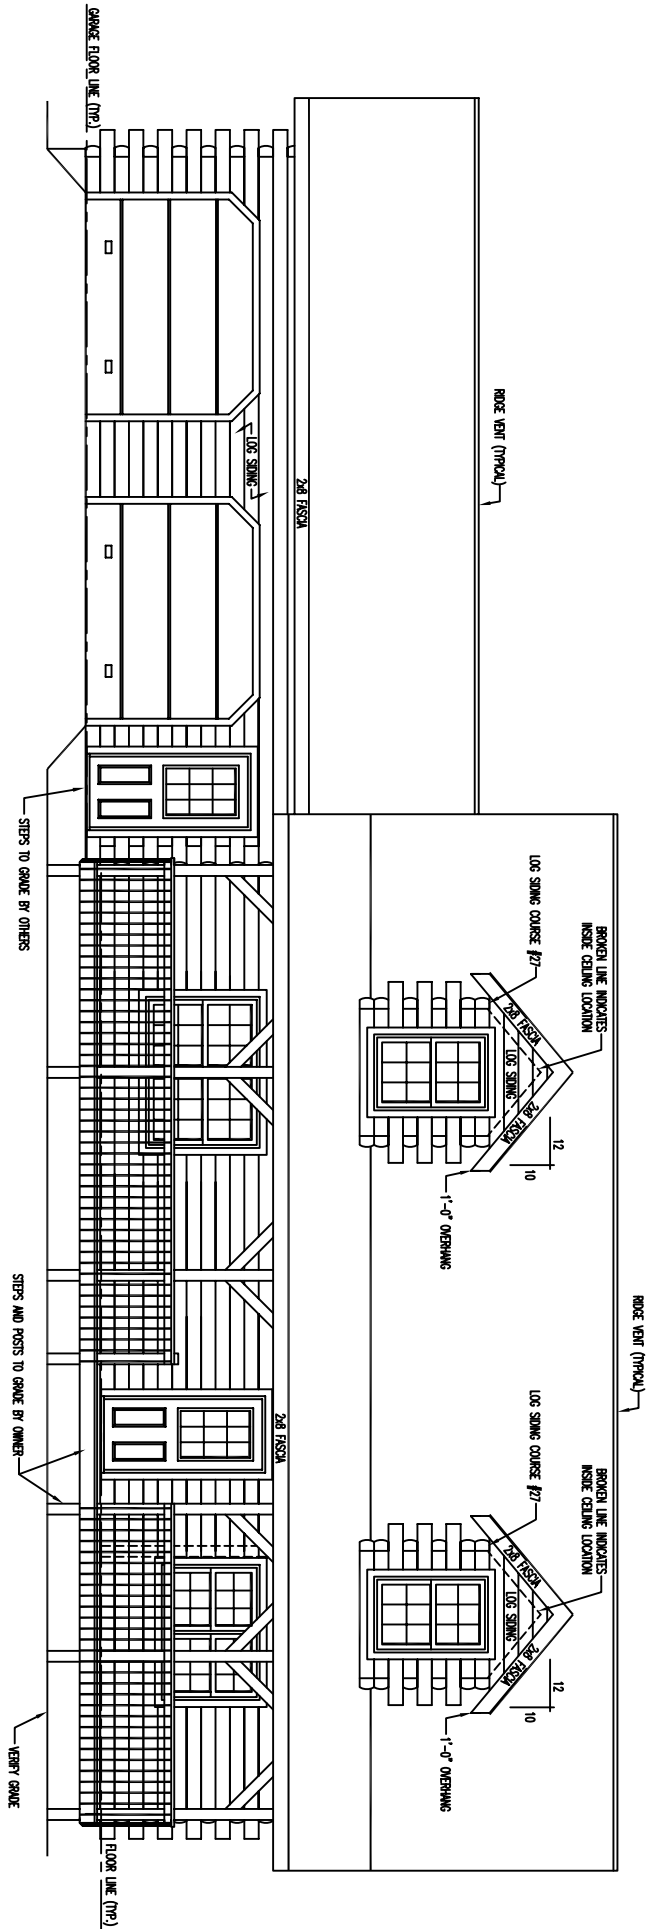 RIDGE VENT (TYPICAL)
RIDGE VENT (TYPICAL)
BROKEN LINE INDICATES
INSIDE CEILING LOCATION
LOG SIDING COURSE #27
2x8 FASCIA
2x8 FASCIA
LOG SIDING
12
10
1'-0" OVERHANG
BROKEN LINE INDICATES
INSIDE CEILING LOCATION
LOG SIDING COURSE #27
2x8 FASCIA
2x8 FASCIA
LOG SIDING
12
10
1'-0" OVERHANG
2x8 FASCIA
LOG SIDING
2x8 FASCIA
GARAGE FLOOR LINE (TYP.)
FLOOR LINE (TYP.)
STEPS TO GRADE BY OTHERS
STEPS AND POSTS TO GRADE BY OWNER
VERIFY GRADE